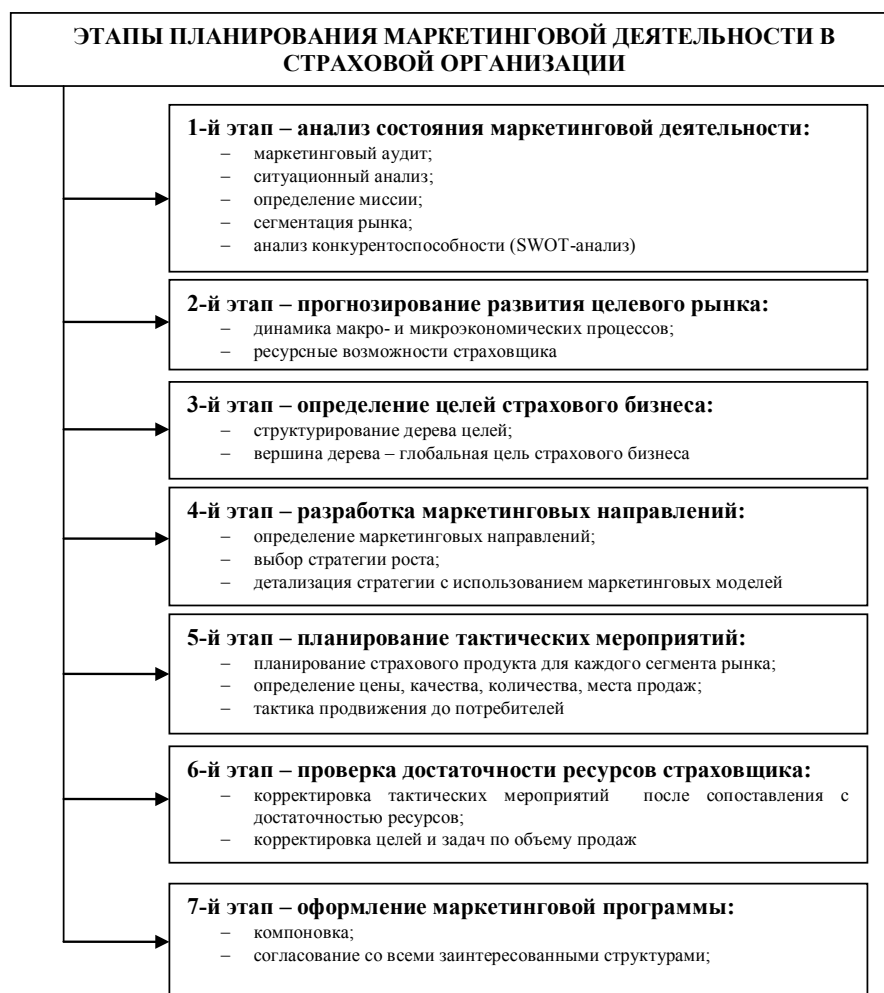 ЭТАПЫ ПЛАНИРОВАНИЯ МАРКЕТИНГОВОЙ ДЕЯТЕЛЬНОСТИ В
СТРАХОВОЙ ОРГАНИЗАЦИИ
1-й этап – анализ состояния маркетинговой деятельности:
– маркетинговый аудит;
– ситуационный анализ;
– определение миссии;
– сегментация рынка;
– анализ конкурентоспособности (SWOT-анализ)
2-й этап – прогнозирование развития целевого рынка:
– динамика макро- и микроэкономических процессов;
– ресурсные возможности страховщика
3-й этап – определение целей страхового бизнеса:
– структурирование дерева целей;
– вершина дерева – глобальная цель страхового бизнеса
4-й этап – разработка маркетинговых направлений:
– определение маркетинговых направлений;
– выбор стратегии роста;
– детализация стратегии с использованием маркетинговых моделей
5-й этап – планирование тактических мероприятий:
– планирование страхового продукта для каждого сегмента рынка;
– определение цены, качества, количества, места продаж;
– тактика продвижения до потребителей
6-й этап – проверка достаточности ресурсов страховщика:
– корректировка тактических мероприятий после сопоставления с
достаточностью ресурсов;
– корректировка целей и задач по объему продаж
7-й этап – оформление маркетинговой программы:
– компоновка;
– согласование со всеми заинтересованными структурами;